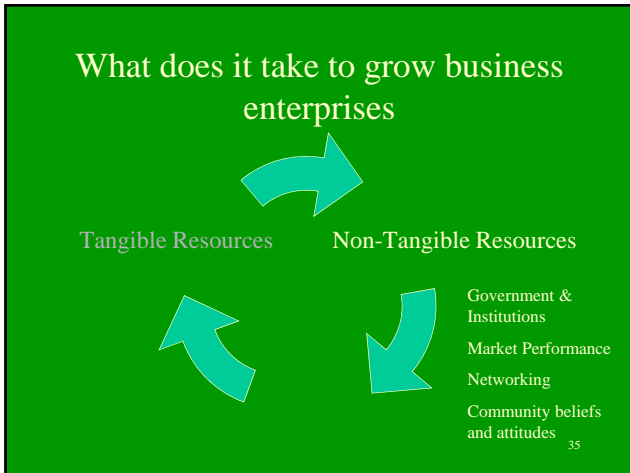 What does it take to grow business
enterprises
Tangible Resources
Non-Tangible Resources
Government &
Institutions
Market Performance
Networking
Community beliefs
and attitudes
35